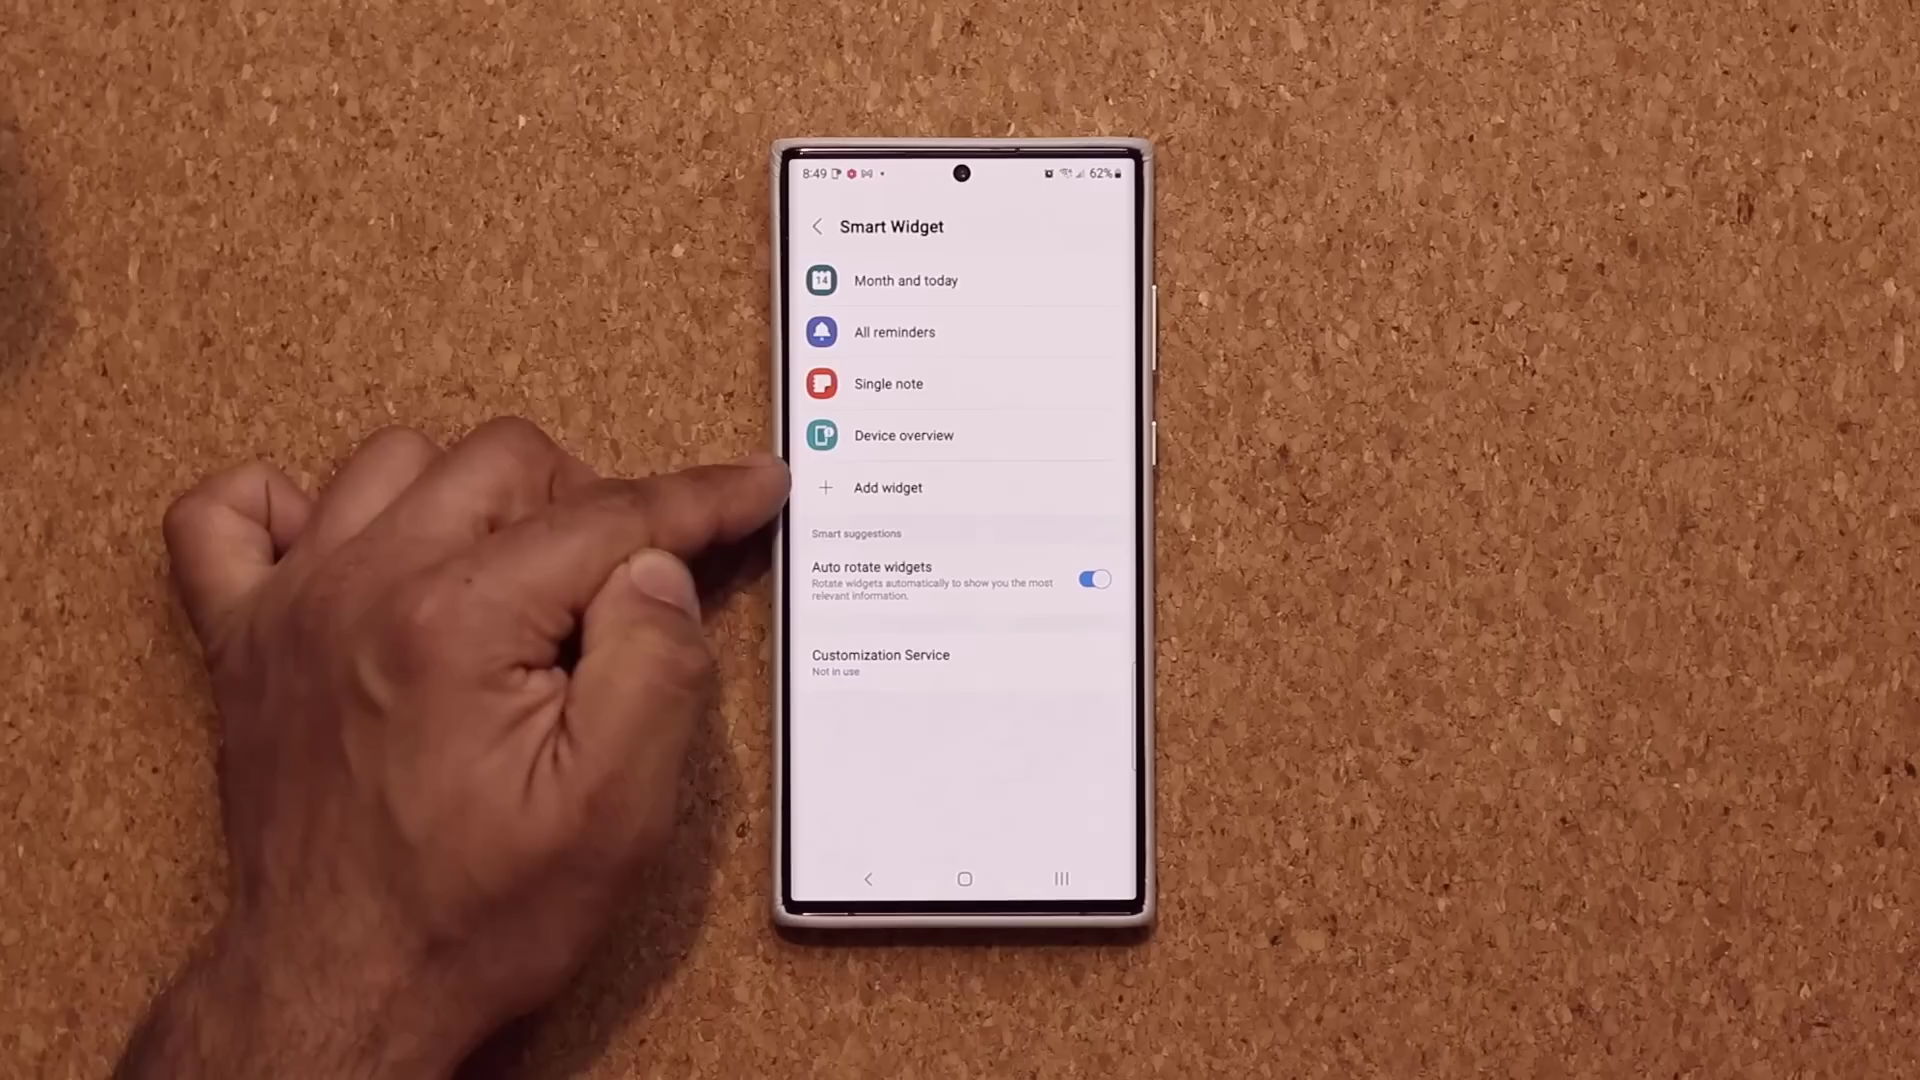 8:49
62%
Smart Widget
14
Month and today
All reminders
Single note
Device overview
Add widget
Smart suggestions
Auto rotate widgets
Rotate widgets automatically to show you the most
relevant information.
Customization Service
Not in use